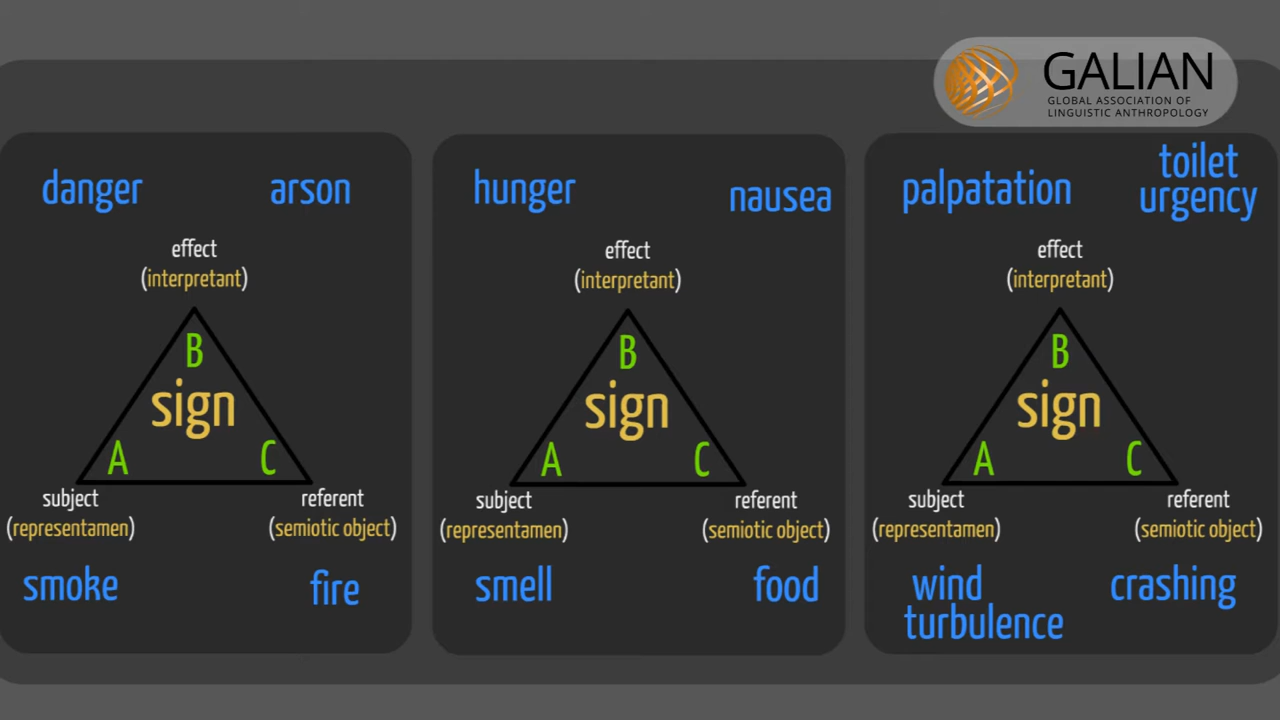 GALIAN
GLOBAL ASSOCIATION OF
LINGUISTIC ANTHROPOLOGY
danger arson
effect
(interpretant)
B
sign
A C
subject referent
(representamen) (semiotic object)
smoke fire
hunger nausea
effect
(interpretant)
B
sign
A C
subject referent
(representamen) (semiotic object)
smell food
palpatation toilet
urgency
effect
(interpretant)
B
sign
A C
subject referent
(representamen) (semiotic object)
wind crashing
turbulence